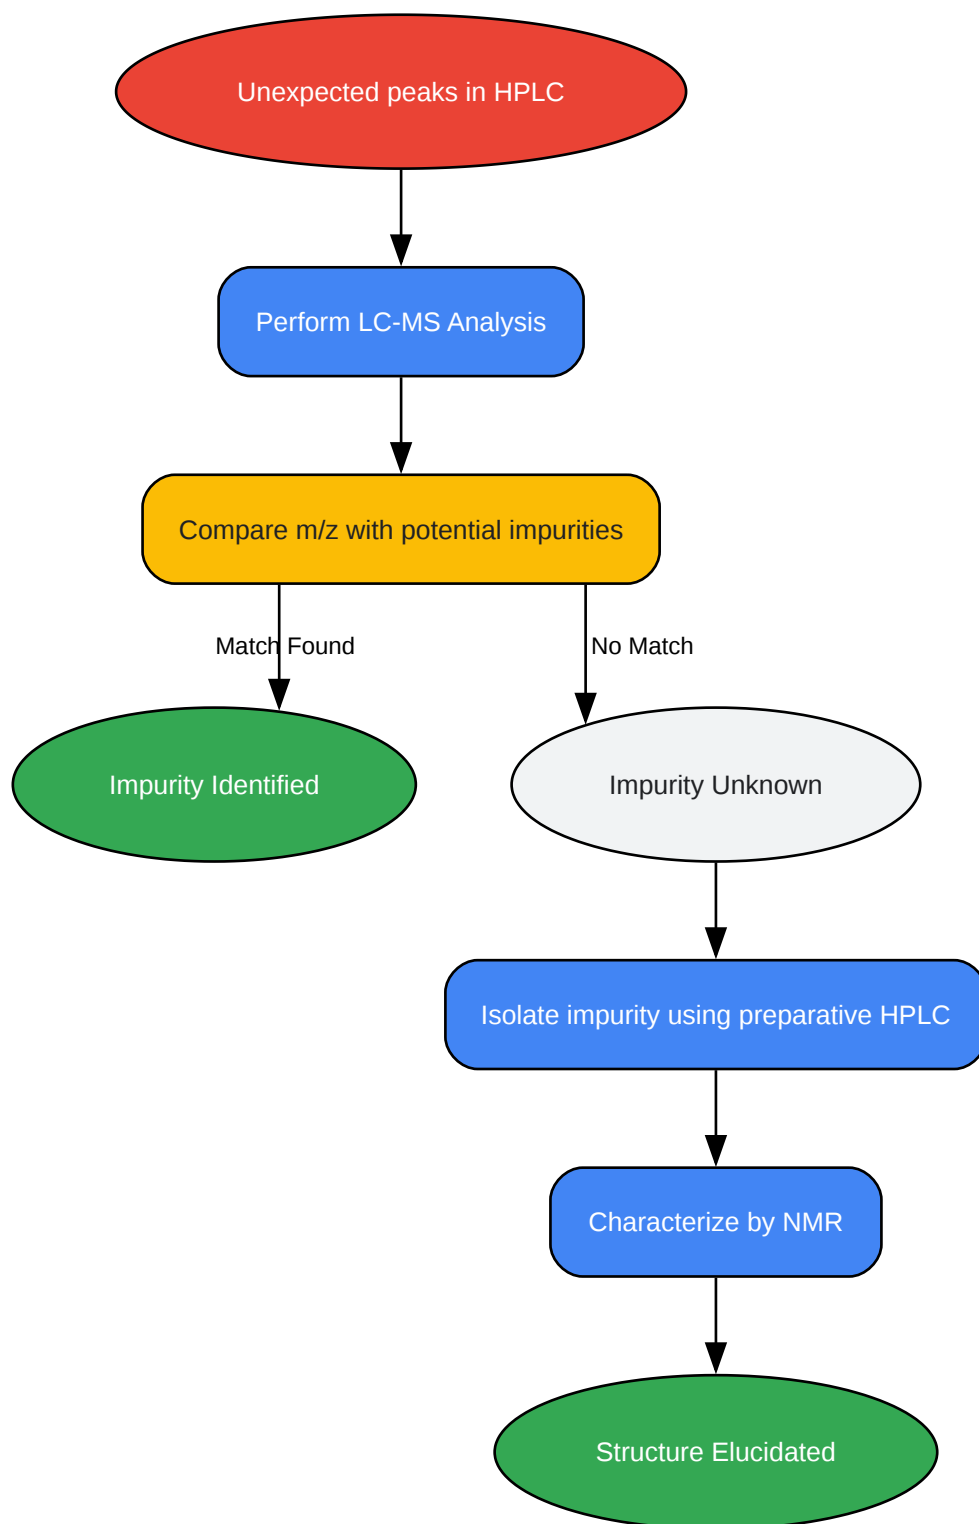 Unexpected peaks in HPLC
Perform LC-MS Analysis
Compare m/z with potential impurities
Match Found
No Match
Impurity Identified
Impurity Unknown
Isolate impurity using preparative HPLC
Characterize by NMR
Structure Elucidated